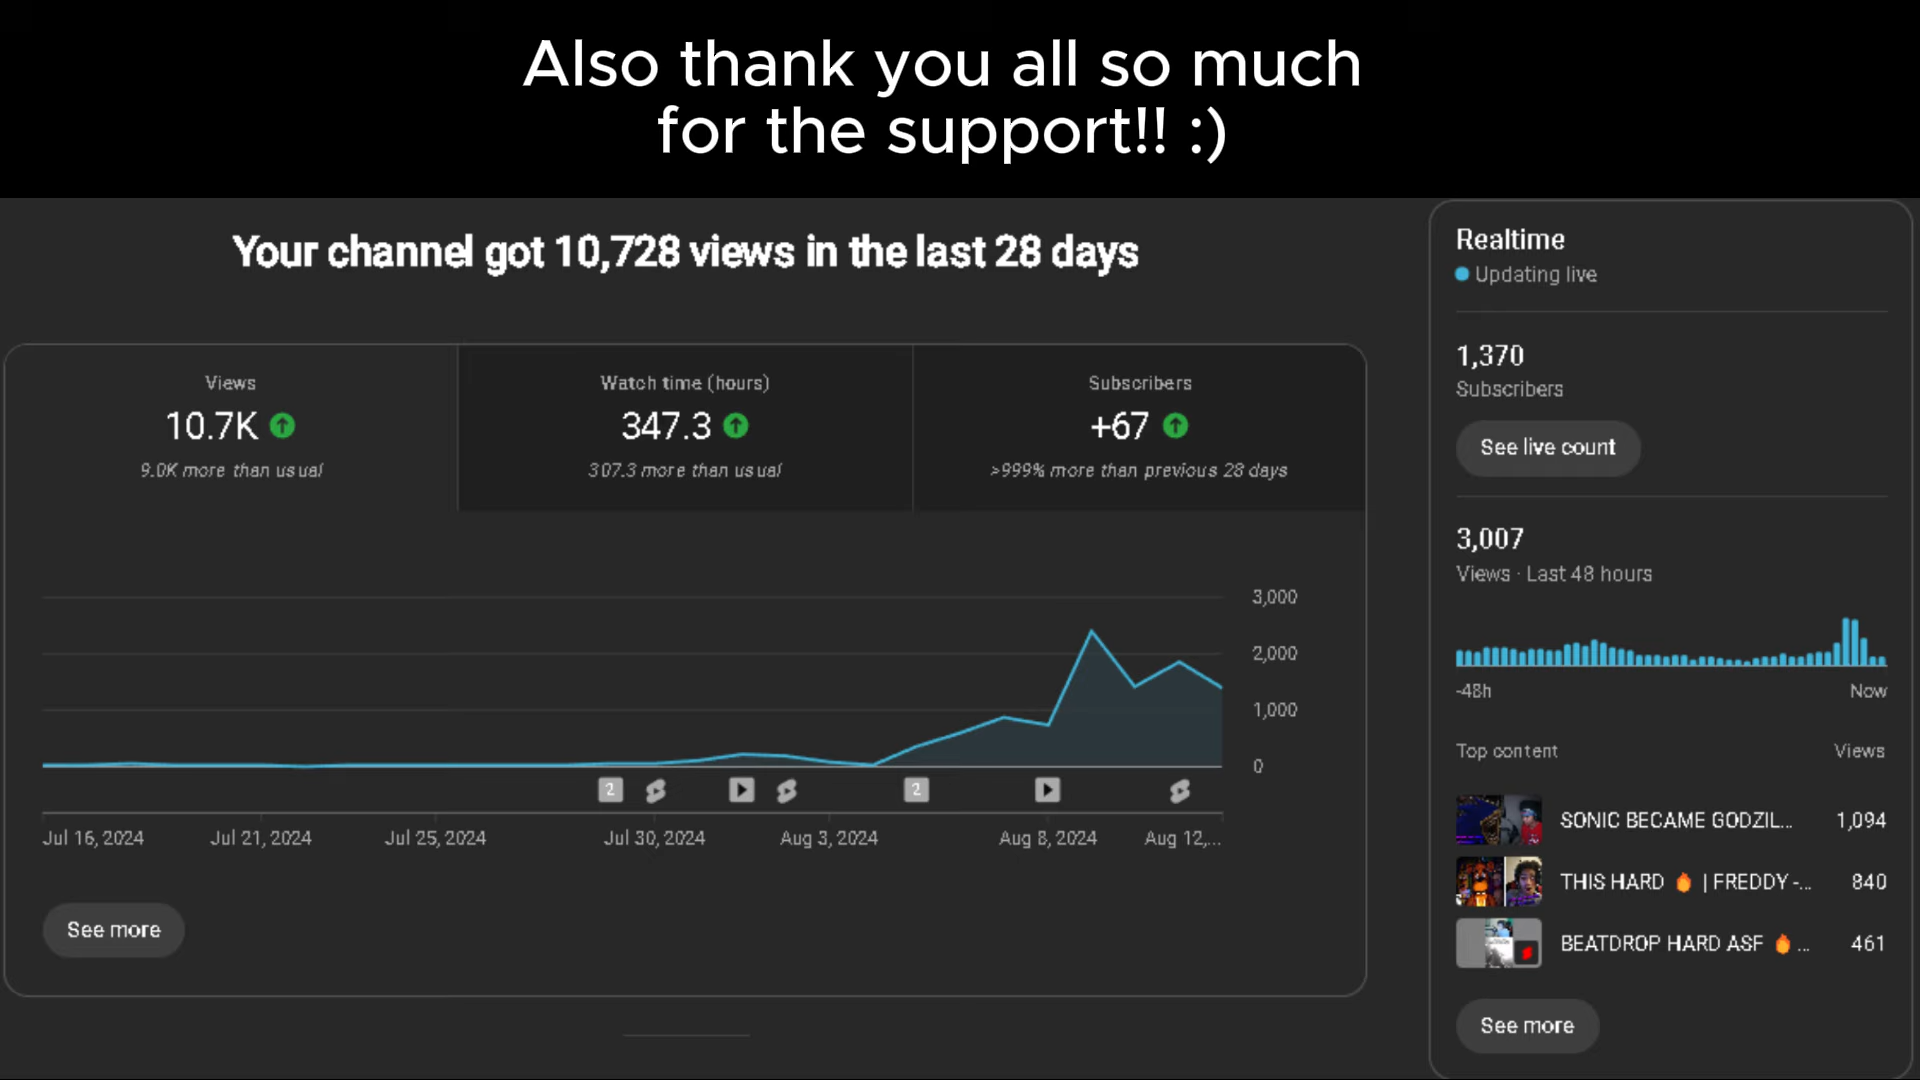 Also thank you all so much
for the support!! :)
Your channel got 10,728 views in the last 28 days
Views
10.7K
9.0K more than usual
Watch time (hours)
347.3
307.3 more than usual
Subscribers
+67
>999% more than previous 28 days
3,000
2,000
1,000
0
2
2
Jul 16, 2024
Jul 21, 2024
Jul 25, 2024
Jul 30, 2024
Aug 3, 2024
Aug 8, 2024
Aug 12,...
See more
Realtime
Updating live
1,370
Subscribers
See live count
3,007
Views · Last 48 hours
-48h
Now
Top content
Views
SONIC BECAME GODZIL...
1,094
THIS HARD 🔥 | FREDDY -...
840
BEATDROP HARD ASF 🔥 ...
461
See more